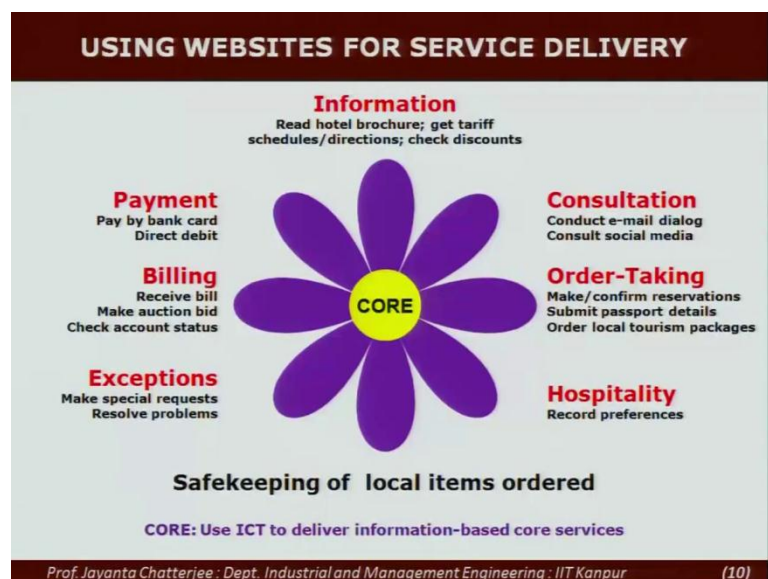 USING WEBSITES FOR SERVICE DELIVERY
Information
Read hotel brochure; get tariff
schedules/directions; check discounts
Payment
Pay by bank card
Direct debit
Consultation
Conduct e-mail dialog
Consult social media
Billing
Receive bill
Make auction bid
Check account status
CORE
Order-Taking
Make/confirm reservations
Submit passport details
Order local tourism packages
Exceptions
Make special requests
Resolve problems
Hospitality
Record preferences
Safekeeping of local items ordered
CORE: Use ICT to deliver information-based core services
Prof. Jayanta Chatterjee : Dept. Industrial and Management Engineering : IIT Kanpur
(10)